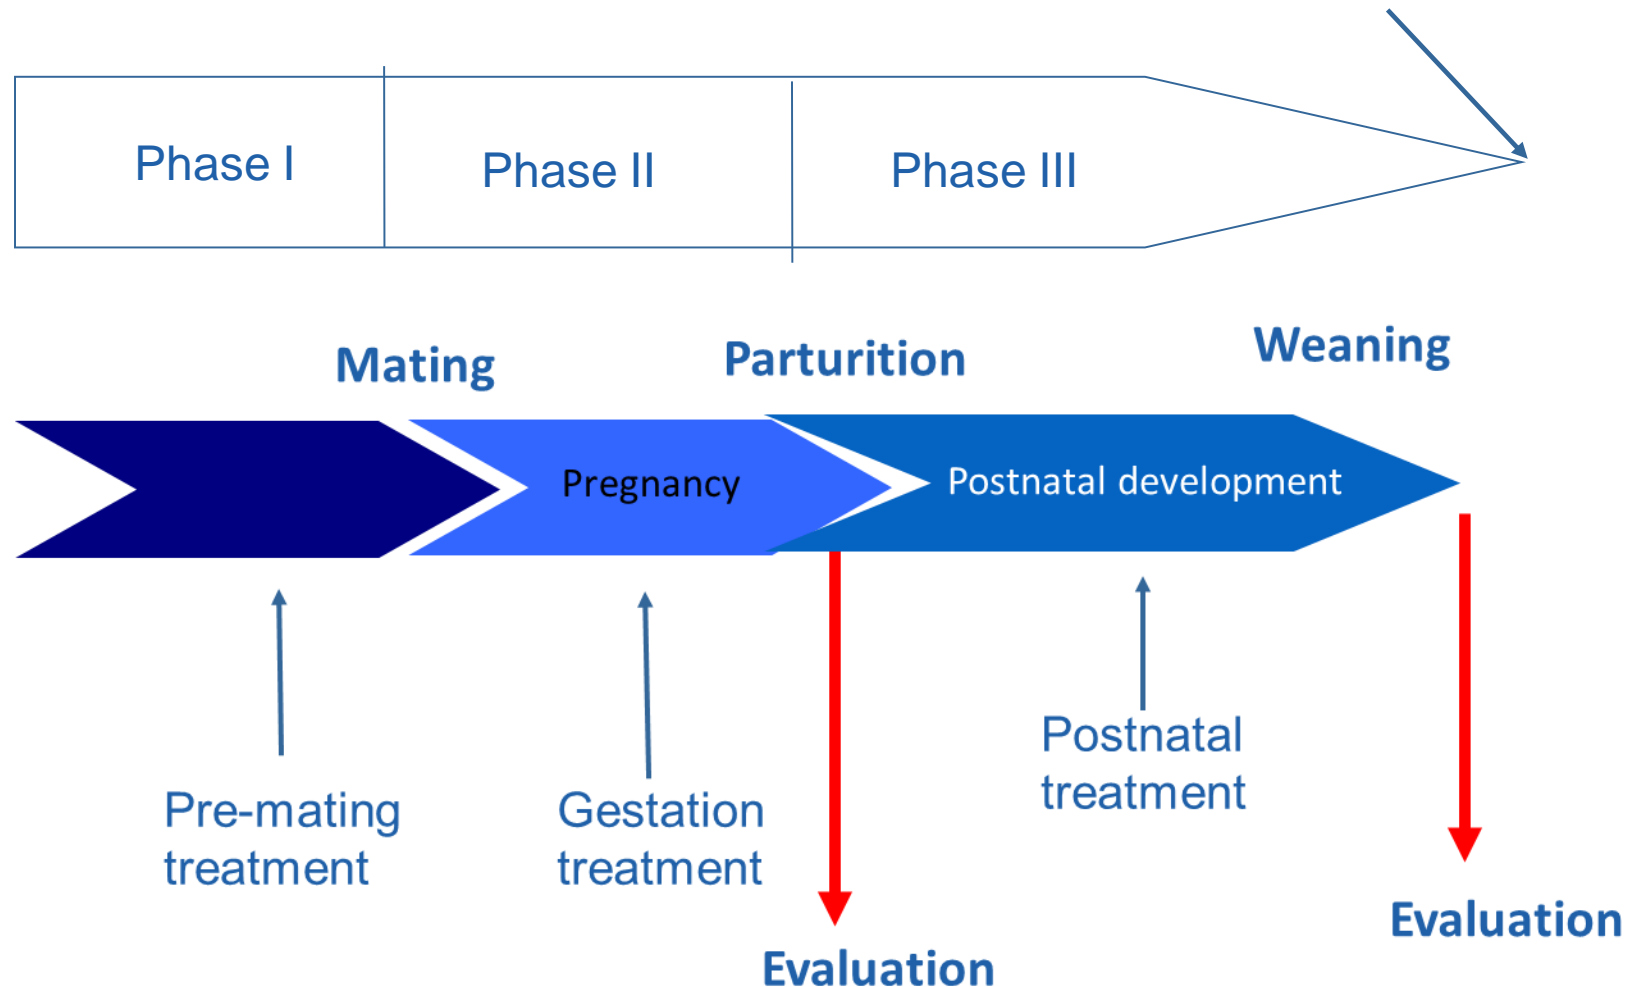 Phase I
Phase II
Phase III
Mating
Parturition
Weaning
Pregnancy
Postnatal development
Pre-mating
treatment
Gestation
treatment
Postnatal
treatment
Evaluation
Evaluation